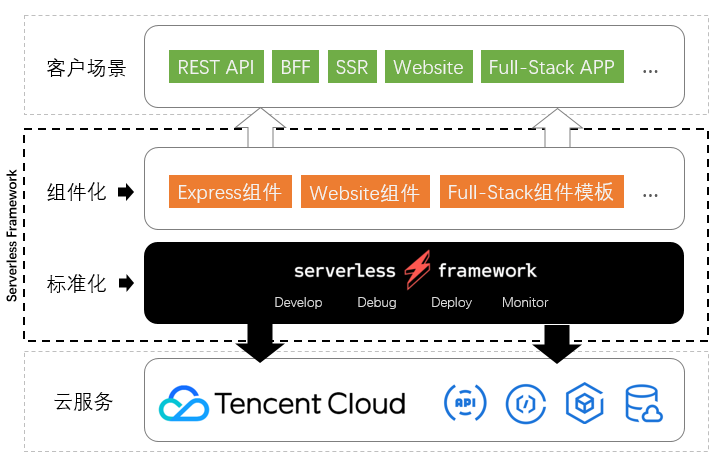 客户场景
REST API
BFF
SSR
Website
Full-Stack APP
...
Serverless Framework
组件化
Express组件
Website组件
Full-Stack组件模板
...
标准化
serverless framework
Develop
Debug
Deploy
Monitor
云服务
Tencent Cloud
API